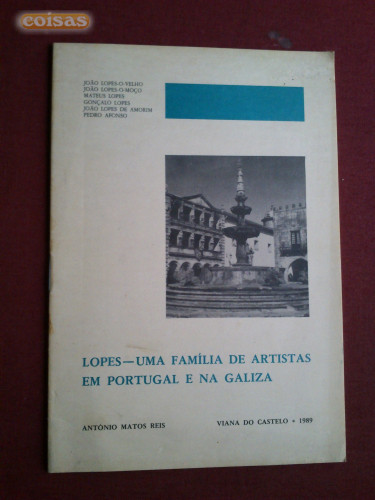 coisas
JOÃO LOPES-O-VELHO
JOÃO LOPES-O-MOÇO
MATEUS LOPES
GONÇALO LOPES
JOÃO LOPES DE AMORIM
PEDRO AFONSO
LOPES—UMA FAMÍLIA DE ARTISTAS
EM PORTUGAL E NA GALIZA
ANTÓNIO MATOS REIS
VIANA DO CASTELO • 1989